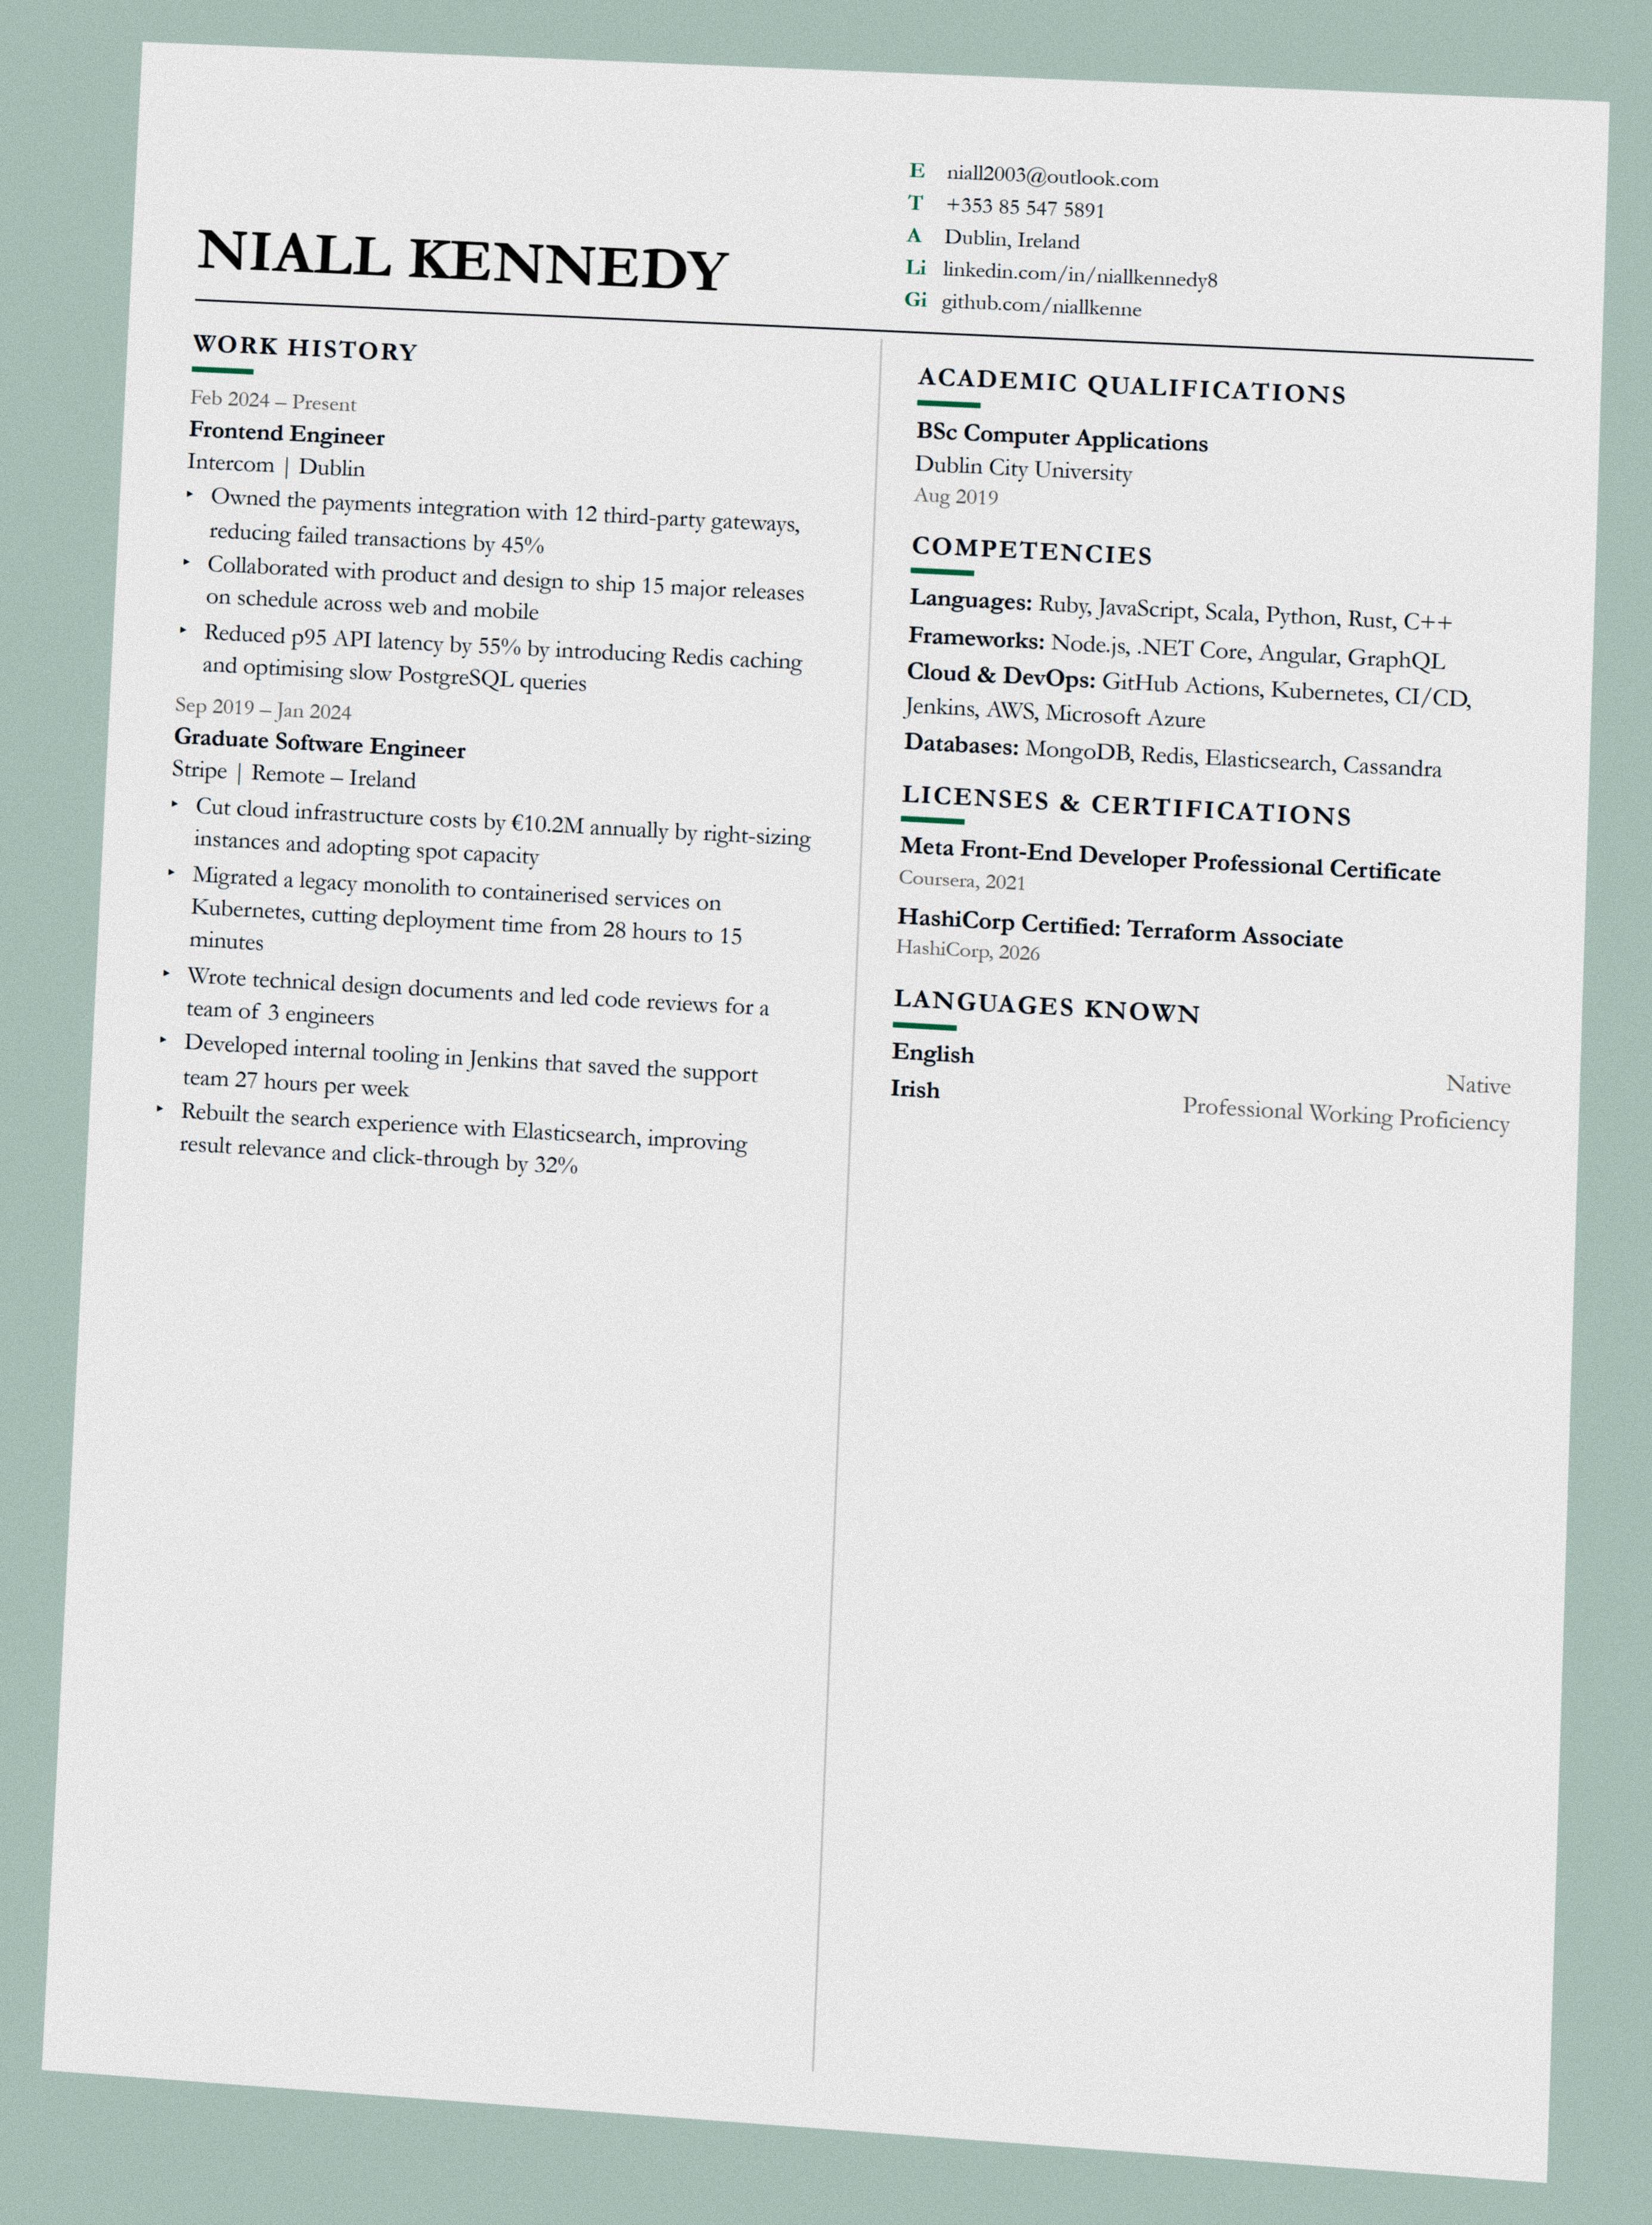 NIALL KENNEDY
E niall2003@outlook.com
T +353 85 547 5891
A Dublin, Ireland
Li linkedin.com/in/niallkennedy8
Gi github.com/niallkenne
WORK HISTORY
Feb 2024 – Present
Frontend Engineer
Intercom | Dublin
‣ Owned the payments integration with 12 third-party gateways,
reducing failed transactions by 45%
‣ Collaborated with product and design to ship 15 major releases
on schedule across web and mobile
‣ Reduced p95 API latency by 55% by introducing Redis caching
and optimising slow PostgreSQL queries
Sep 2019 – Jan 2024
Graduate Software Engineer
Stripe | Remote – Ireland
‣ Cut cloud infrastructure costs by €10.2M annually by right-sizing
instances and adopting spot capacity
‣ Migrated a legacy monolith to containerised services on
Kubernetes, cutting deployment time from 28 hours to 15
minutes
‣ Wrote technical design documents and led code reviews for a
team of 3 engineers
‣ Developed internal tooling in Jenkins that saved the support
team 27 hours per week
‣ Rebuilt the search experience with Elasticsearch, improving
result relevance and click-through by 32%
ACADEMIC QUALIFICATIONS
BSc Computer Applications
Dublin City University
Aug 2019
COMPETENCIES
Languages: Ruby, JavaScript, Scala, Python, Rust, C++
Frameworks: Node.js, .NET Core, Angular, GraphQL
Cloud & DevOps: GitHub Actions, Kubernetes, CI/CD,
Jenkins, AWS, Microsoft Azure
Databases: MongoDB, Redis, Elasticsearch, Cassandra
LICENSES & CERTIFICATIONS
Meta Front-End Developer Professional Certificate
Coursera, 2021
HashiCorp Certified: Terraform Associate
HashiCorp, 2026
LANGUAGES KNOWN
English Native
Irish Professional Working Proficiency